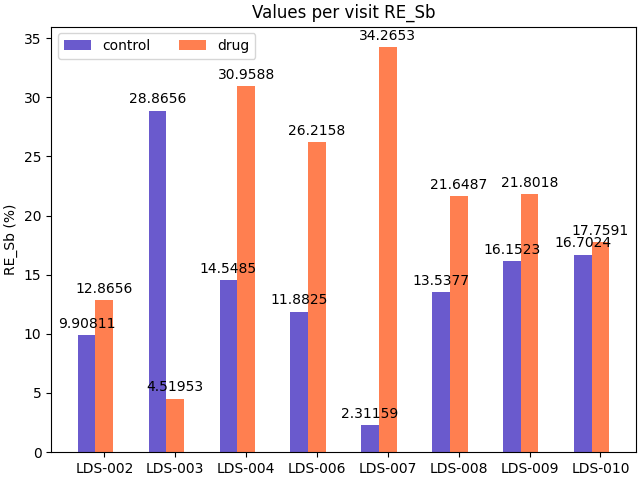 Values per visit RE_Sb
control
drug
RE_Sb (%)
35
30
25
20
15
10
5
0
9.90811
12.8656
28.8656
4.51953
14.5485
30.9588
11.8825
26.2158
2.31159
34.2653
13.5377
21.6487
16.1523
21.8018
16.7024
17.7591
LDS-002
LDS-003
LDS-004
LDS-006
LDS-007
LDS-008
LDS-009
LDS-010